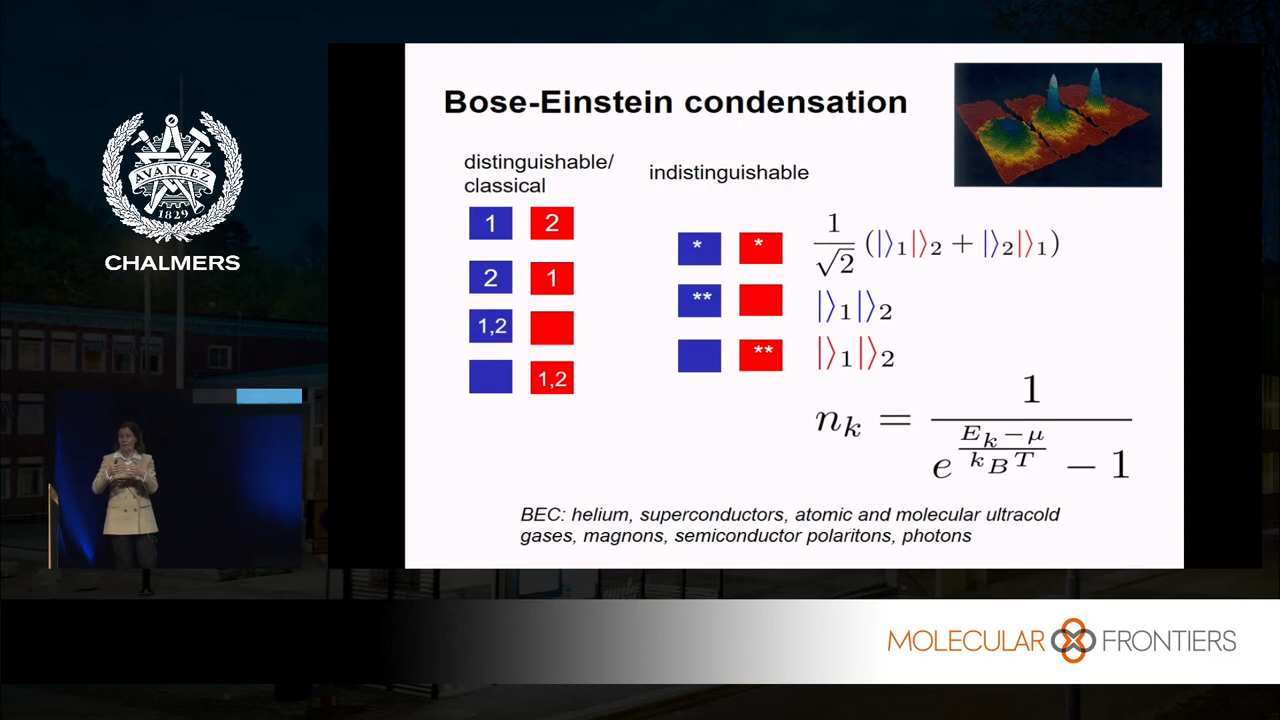 AVANCEZ
1829
CHALMERS
Bose-Einstein condensation
distinguishable/
classical
indistinguishable
1 2
2 1
1,2
1,2
* *
**
**
1/√2 (|⟩₁|⟩₂ + |⟩₂|⟩₁)
|⟩₁|⟩₂
|⟩₁|⟩₂
n_k = 1 / (e^((E_k − μ)/(k_B T)) − 1)
BEC: helium, superconductors, atomic and molecular ultracold
gases, magnons, semiconductor polaritons, photons
MOLECULAR FRONTIERS